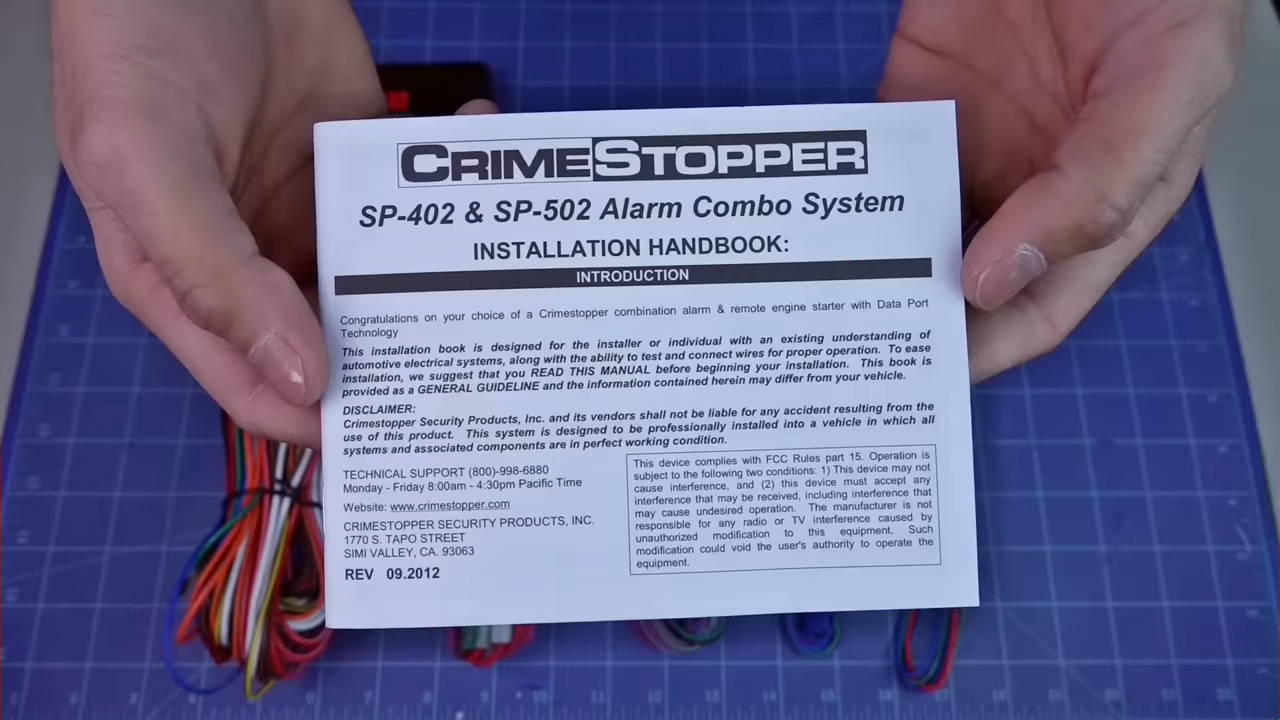 CRIMESTOPPER
SP-402 & SP-502 Alarm Combo System
INSTALLATION HANDBOOK:
INTRODUCTION
Congratulations on your choice of a Crimestopper combination alarm & remote engine starter with Data Port
Technology
This installation book is designed for the installer or individual with an existing understanding of
automotive electrical systems, along with the ability to test and connect wires for proper operation. To ease
installation, we suggest that you READ THIS MANUAL before beginning your installation. This book is
provided as a GENERAL GUIDELINE and the information contained herein may differ from your vehicle.
DISCLAIMER:
Crimestopper Security Products, Inc. and its vendors shall not be liable for any accident resulting from the
use of this product. This system is designed to be professionally installed into a vehicle in which all
systems and associated components are in perfect working condition.
TECHNICAL SUPPORT (800)-998-6880
Monday - Friday 8:00am - 4:30pm Pacific Time
Website: www.crimestopper.com
CRIMESTOPPER SECURITY PRODUCTS, INC.
1770 S. TAPO STREET
SIMI VALLEY, CA. 93063
REV 09.2012
This device complies with FCC Rules part 15. Operation is
subject to the following two conditions: 1) This device may not
cause interference, and (2) this device must accept any
interference that may be received, including interference that
may cause undesired operation. The manufacturer is not
responsible for any radio or TV interference caused by
unauthorized modification to this equipment. Such
modification could void the user's authority to operate the
equipment.